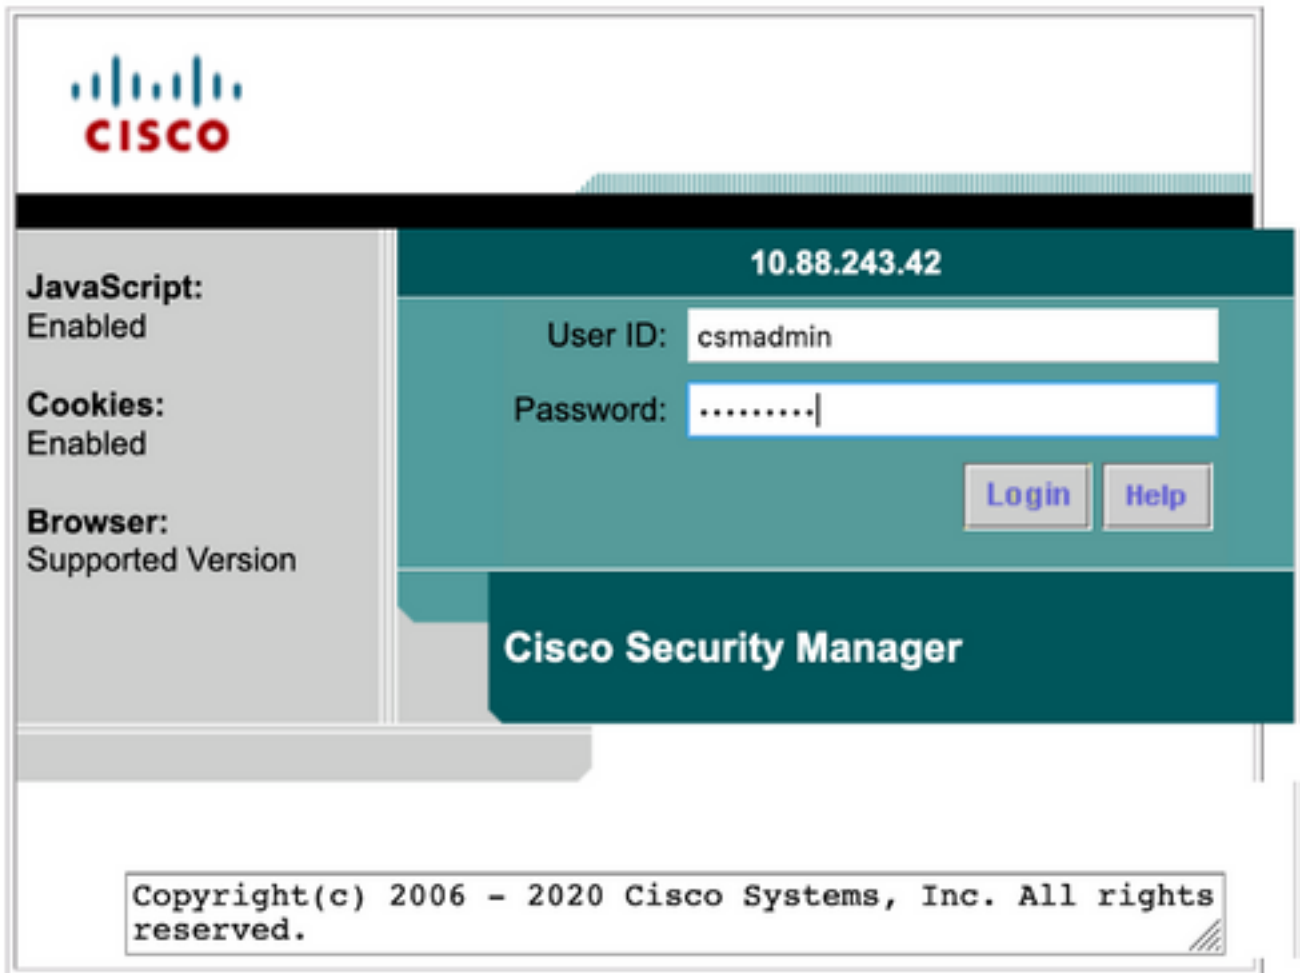 CISCO
10.88.243.42
JavaScript:
Enabled
Cookies:
Enabled
Browser:
Supported Version
User ID: csmadmin
Password: •••••••••
Login Help
Cisco Security Manager
Copyright(c) 2006 - 2020 Cisco Systems, Inc. All rights
reserved.